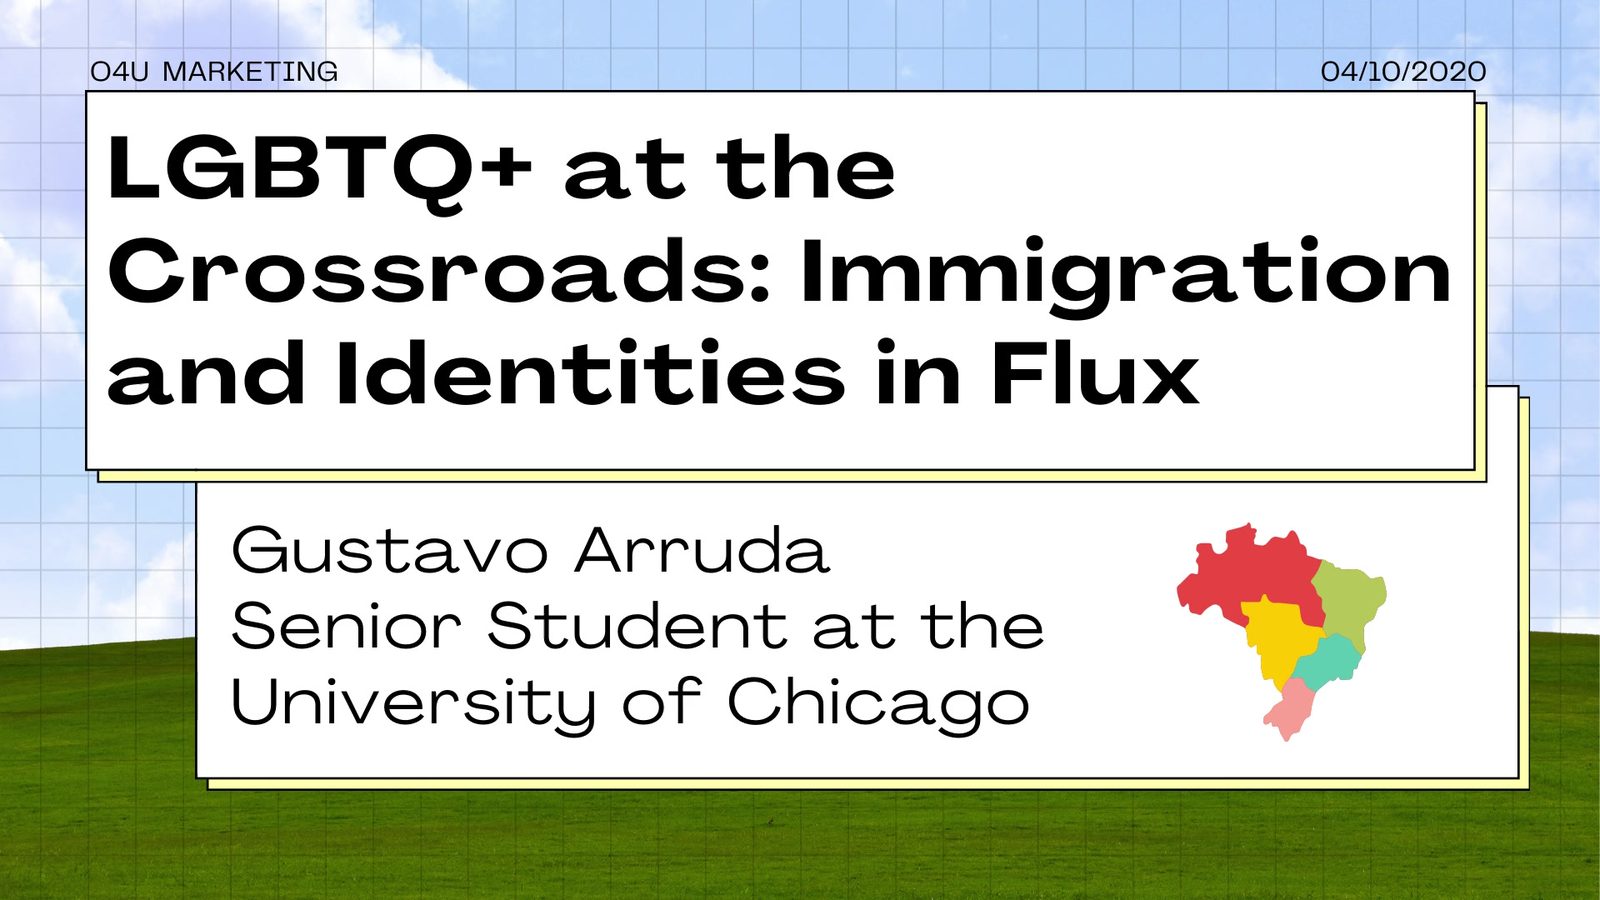 O4U MARKETING
04/10/2020
LGBTQ+ at the
Crossroads: Immigration
and Identities in Flux
Gustavo Arruda
Senior Student at the
University of Chicago